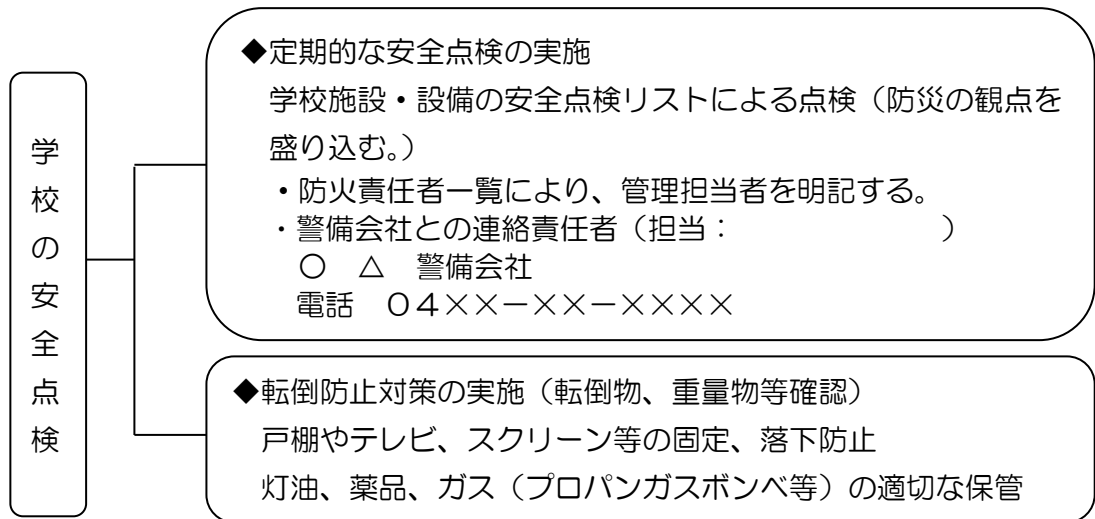 学校の安全点検
◆定期的な安全点検の実施
学校施設・設備の安全点検リストによる点検（防災の観点を
盛り込む。）
・防火責任者一覧により、管理担当者を明記する。
・警備会社との連絡責任者（担当：　　　　　　　）
〇　△　警備会社
電話　０４××－××－××××
◆転倒防止対策の実施（転倒物、重量物等確認）
戸棚やテレビ、スクリーン等の固定、落下防止
灯油、薬品、ガス（プロパンガスボンベ等）の適切な保管